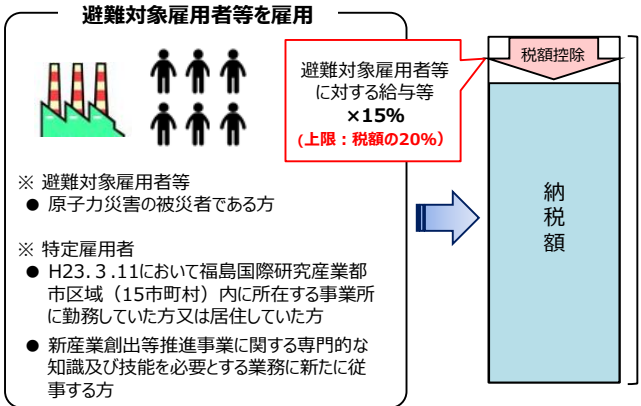 避難対象雇用者等を雇用
避難対象雇用者等
に対する給与等
×15%
(上限：税額の20%)
税額控除
納
税
額
※ 避難対象雇用者等
● 原子力災害の被災者である方
※ 特定雇用者
● H23.３.11において福島国際研究産業都
市区域（15市町村）内に所在する事業所
に勤務していた方又は居住していた方
● 新産業創出等推進事業に関する専門的な
知識及び技能を必要とする業務に新たに従
事する方